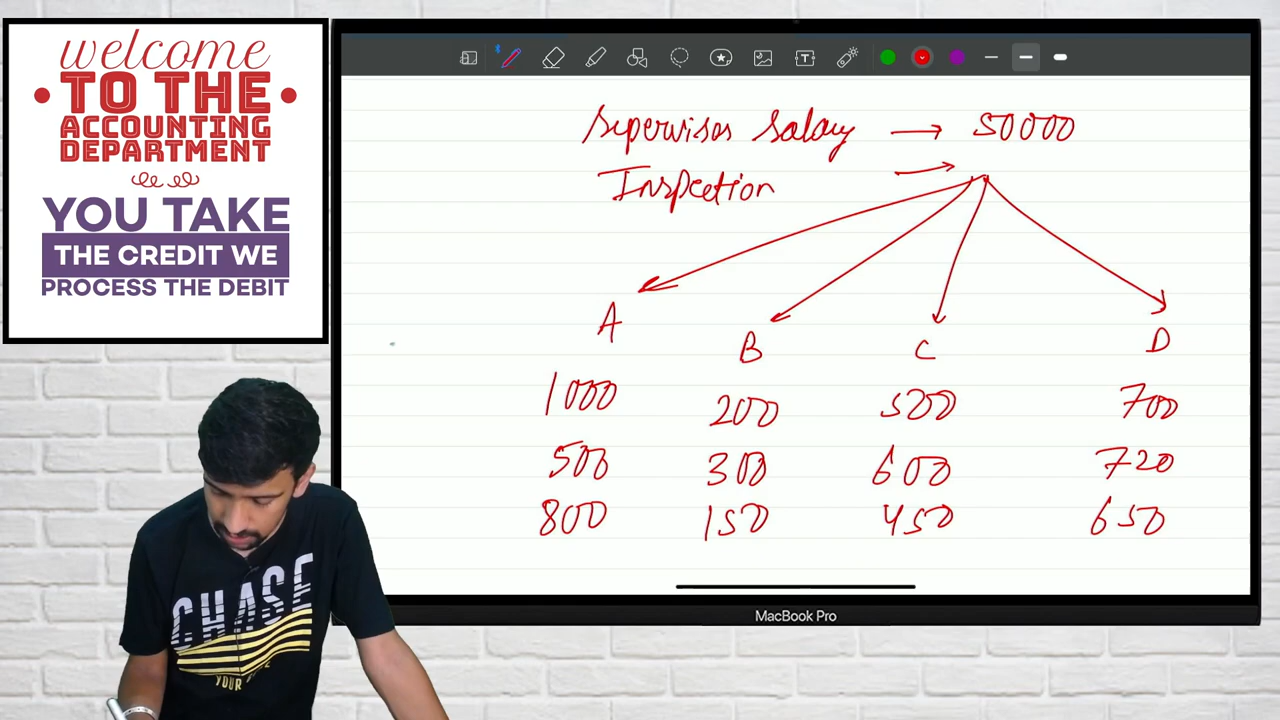 welcome
TO THE
ACCOUNTING
DEPARTMENT
YOU TAKE
THE CREDIT WE
PROCESS THE DEBIT
Supervisor Salary → 50000
Inspection →
A B C D
1000 200 500 700
500 300 600 720
800 150 450 650
MacBook Pro
CHASE
YOUR